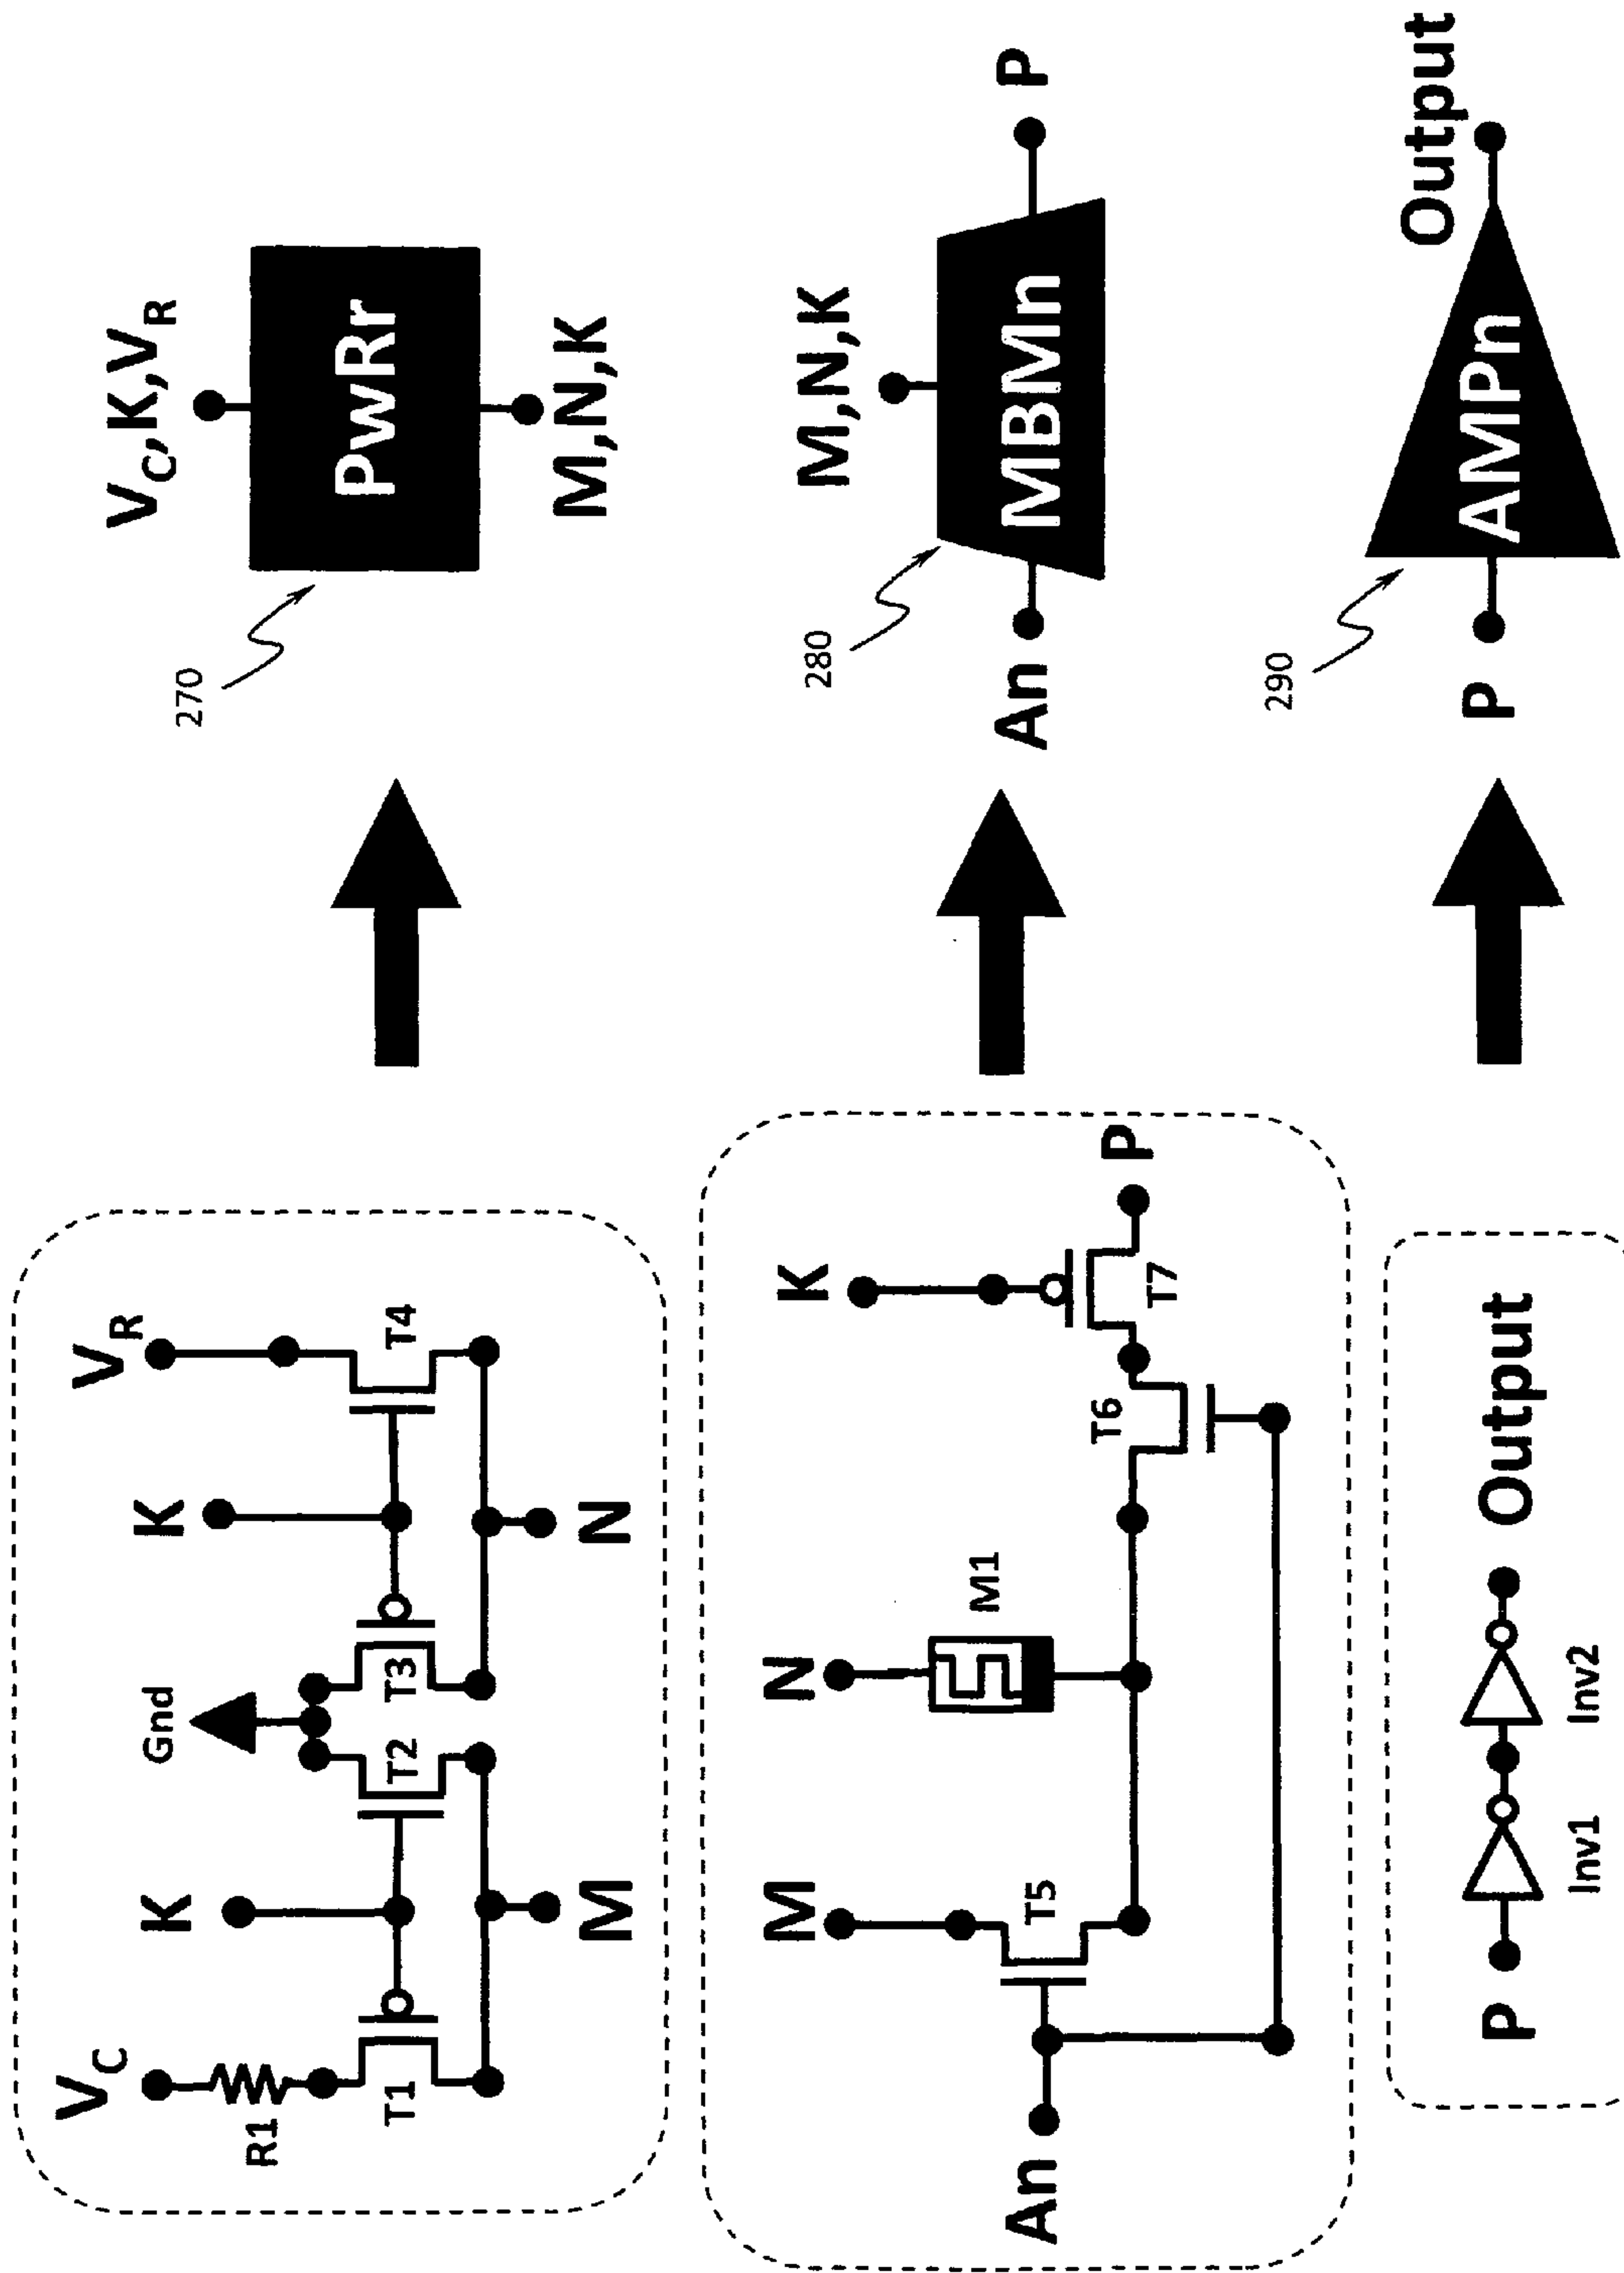 V_C
K
Gnd
K
V_R
R1
T1
T2
T3
T4
M
N
270
V_C,K,V_R
PwRr
M,N,K
M
N
K
An
T5
M1
T6
T7
P
280
M,N,K
An
MBMn
P
P
Inv1
Inv2
Output
290
P
AMPn
Output